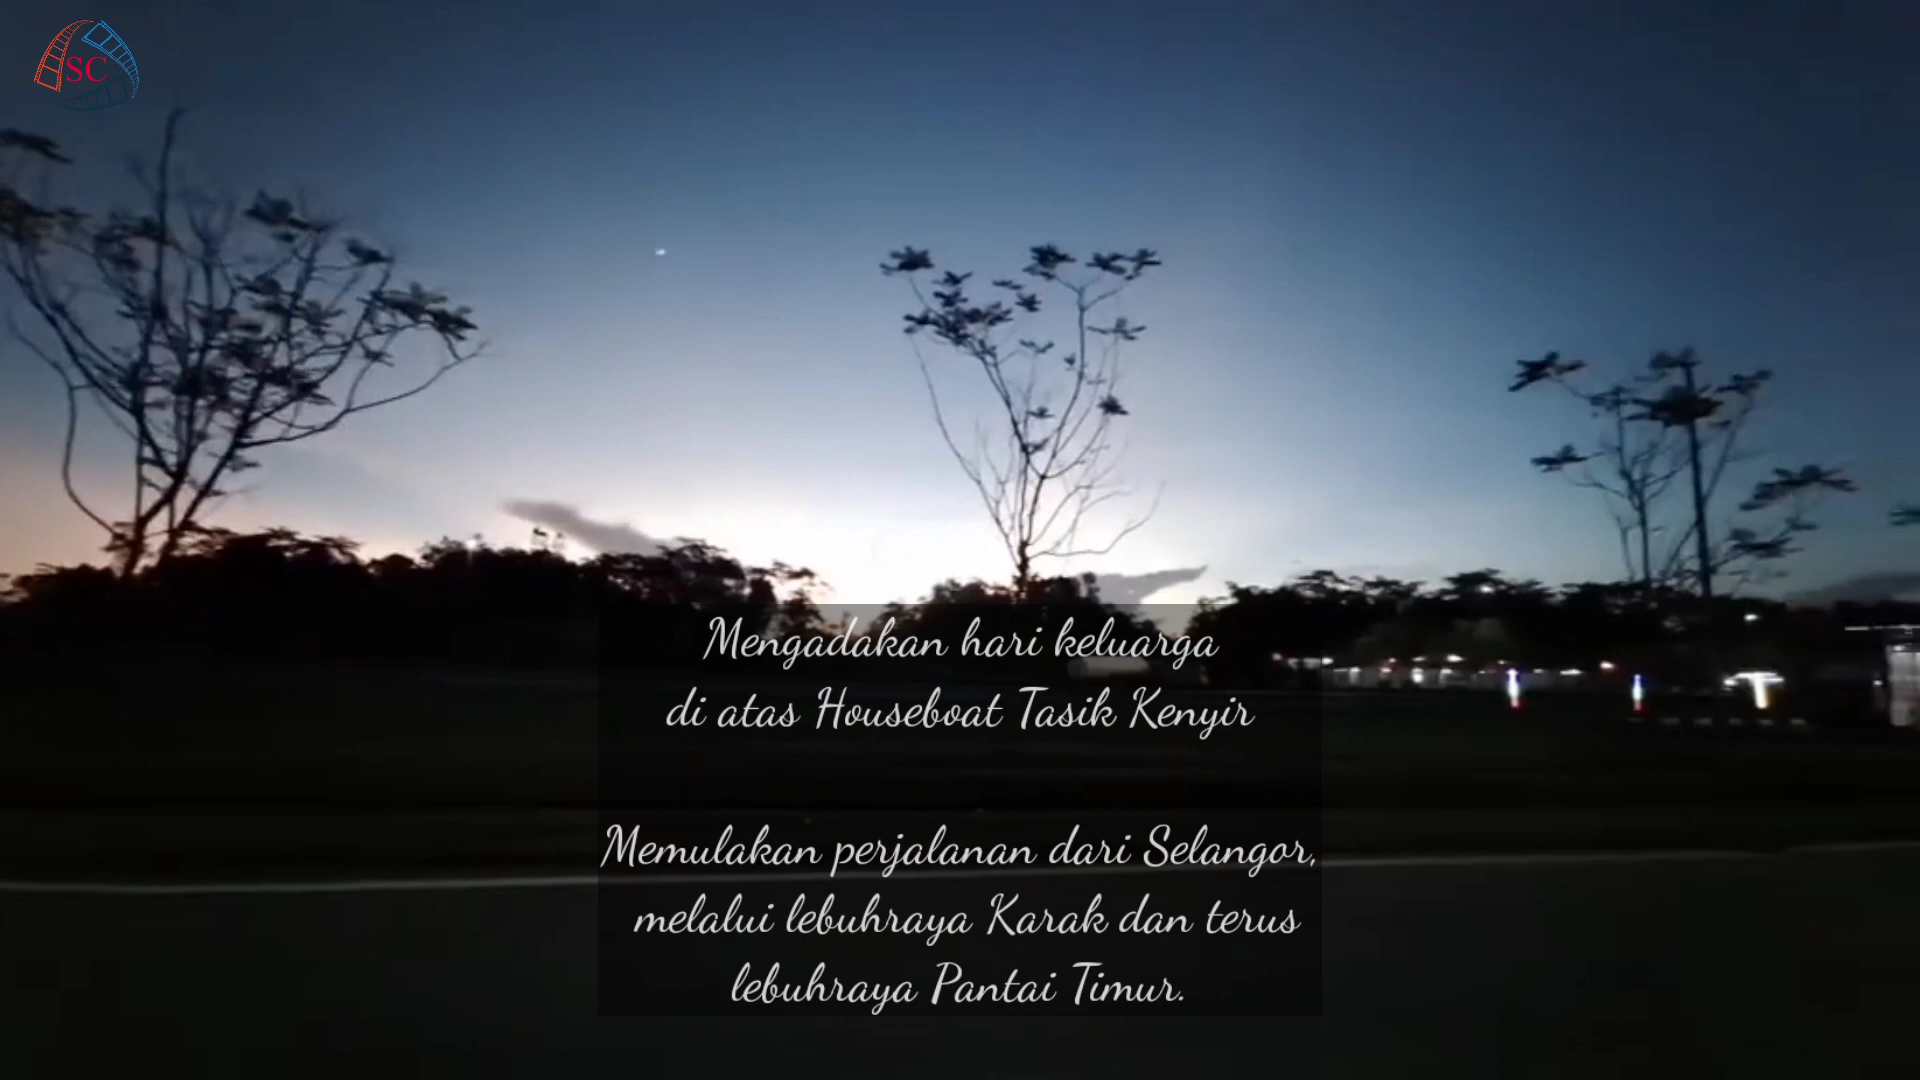 SC
Mengadakan hari keluarga
di atas Houseboat Tasik Kenyir
Memulakan perjalanan dari Selangor,
melalui lebuhraya Karak dan terus
lebuhraya Pantai Timur.